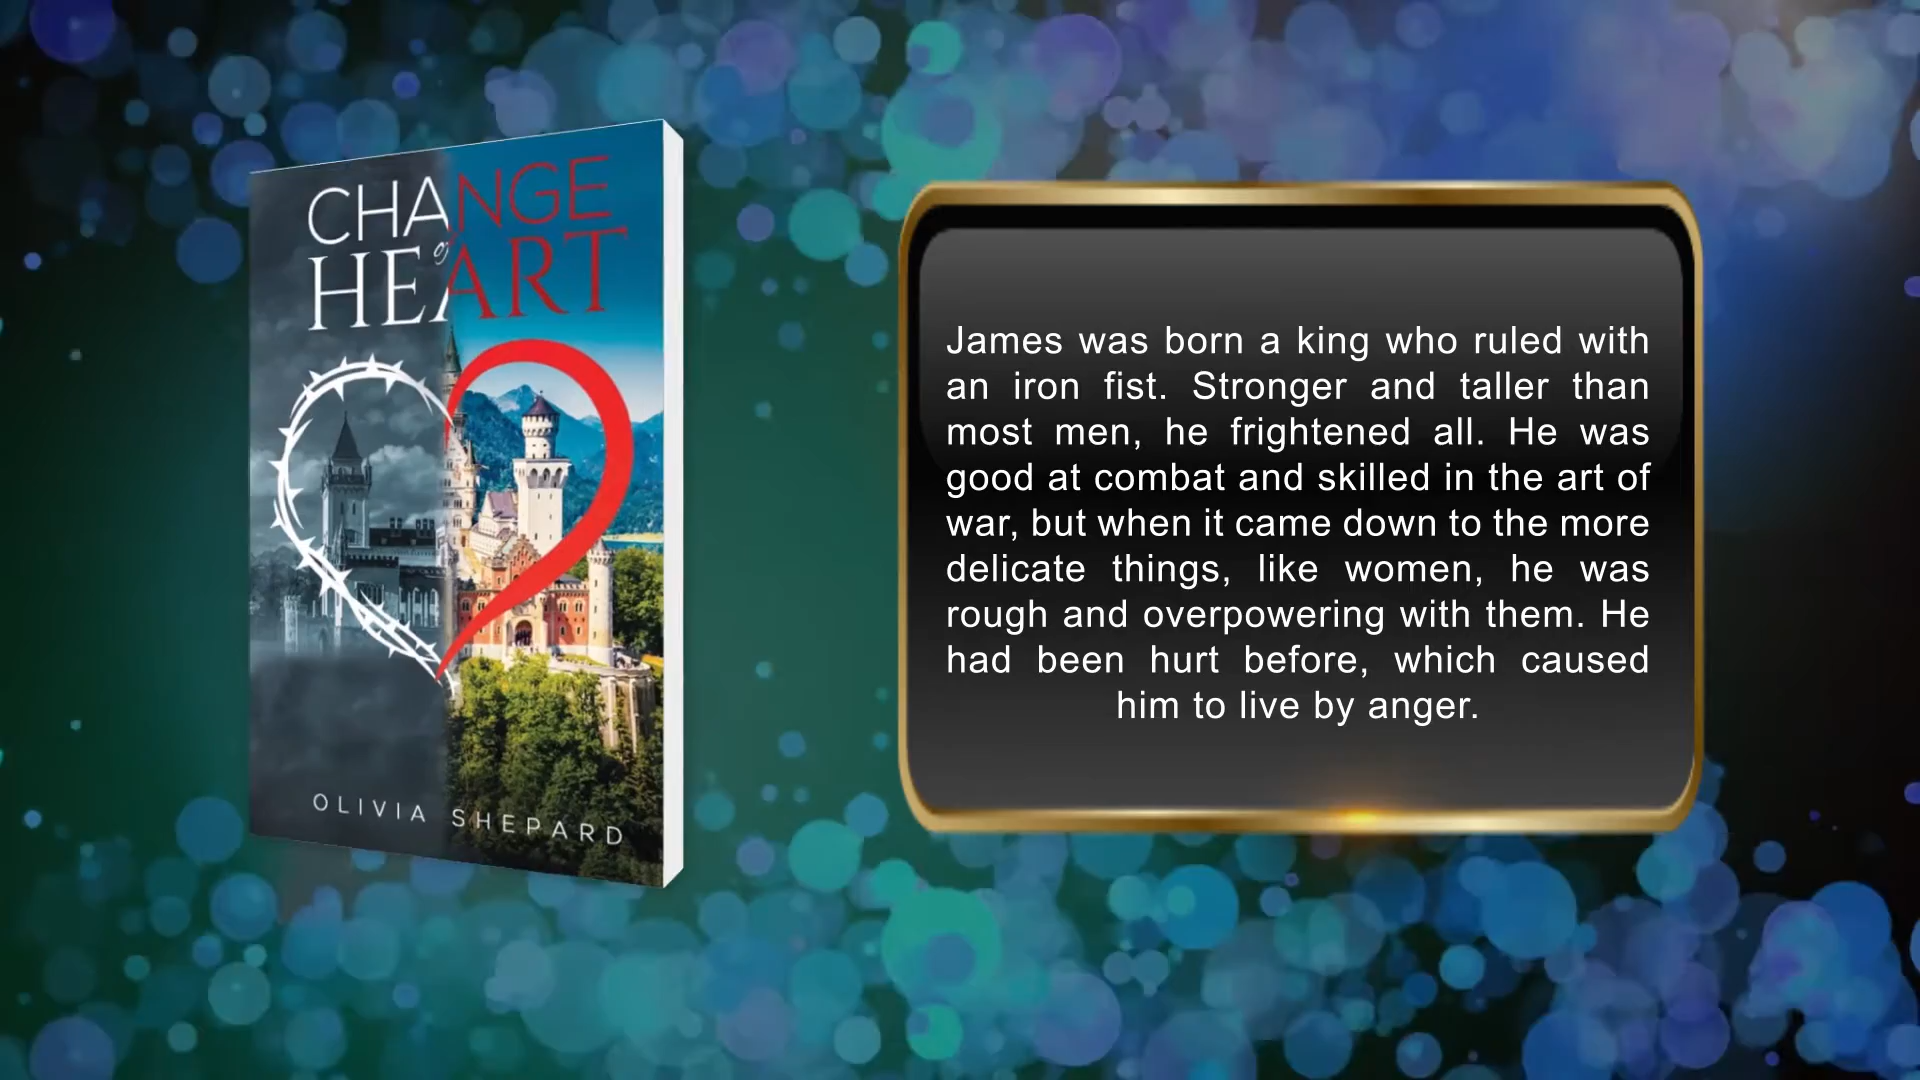 CHANGE
of
HEART
OLIVIA SHEPARD
James was born a king who ruled with
an iron fist. Stronger and taller than
most men, he frightened all. He was
good at combat and skilled in the art of
war, but when it came down to the more
delicate things, like women, he was
rough and overpowering with them. He
had been hurt before, which caused
him to live by anger.